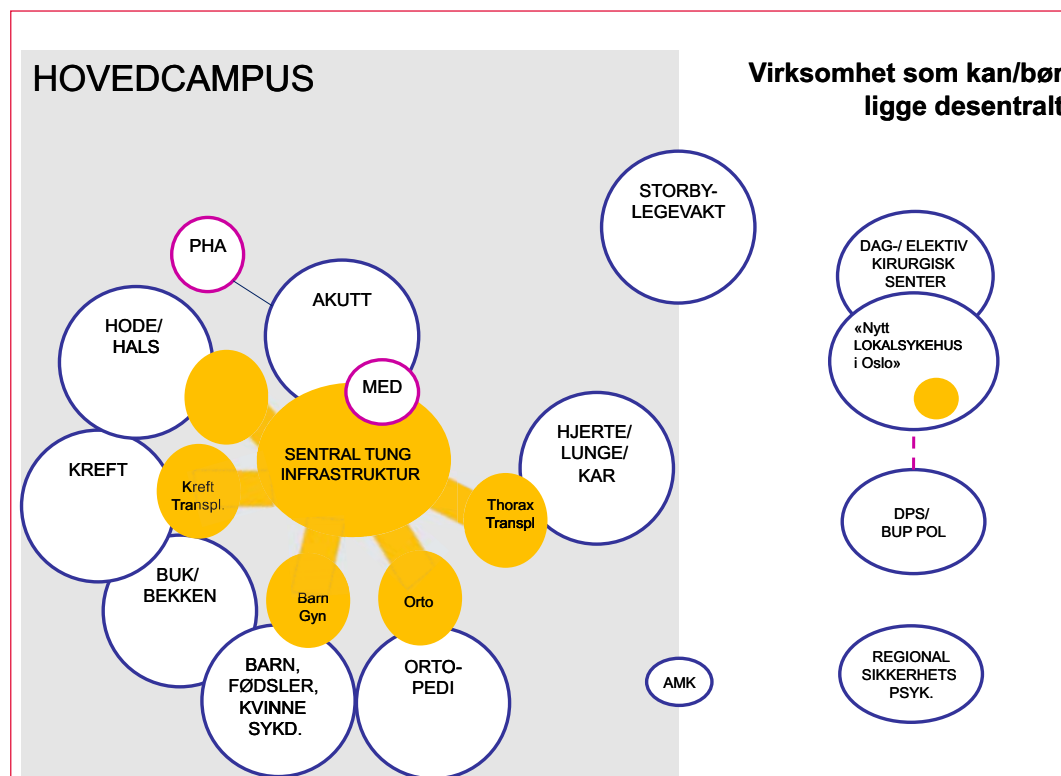 HOVEDCAMPUS
Virksomhet som kan/bør
ligge desentralt
STORBY-
LEGEVAKT
PHA
AKUTT
HODE/
HALS
MED
SENTRAL TUNG
INFRASTRUKTUR
KREFT
Kreft
Transpl.
HJERTE/
LUNGE/
KAR
Thorax
Transpl
BUK/
BEKKEN
Barn
Gyn
Orto
BARN,
FØDSLER,
KVINNE
SYKD.
ORTO-
PEDI
AMK
DAG-/ ELEKTIV
KIRURGISK
SENTER
«Nytt
LOKALSYKEHUS
i Oslo»
DPS/
BUP POL
REGIONAL
SIKKERHETS
PSYK.